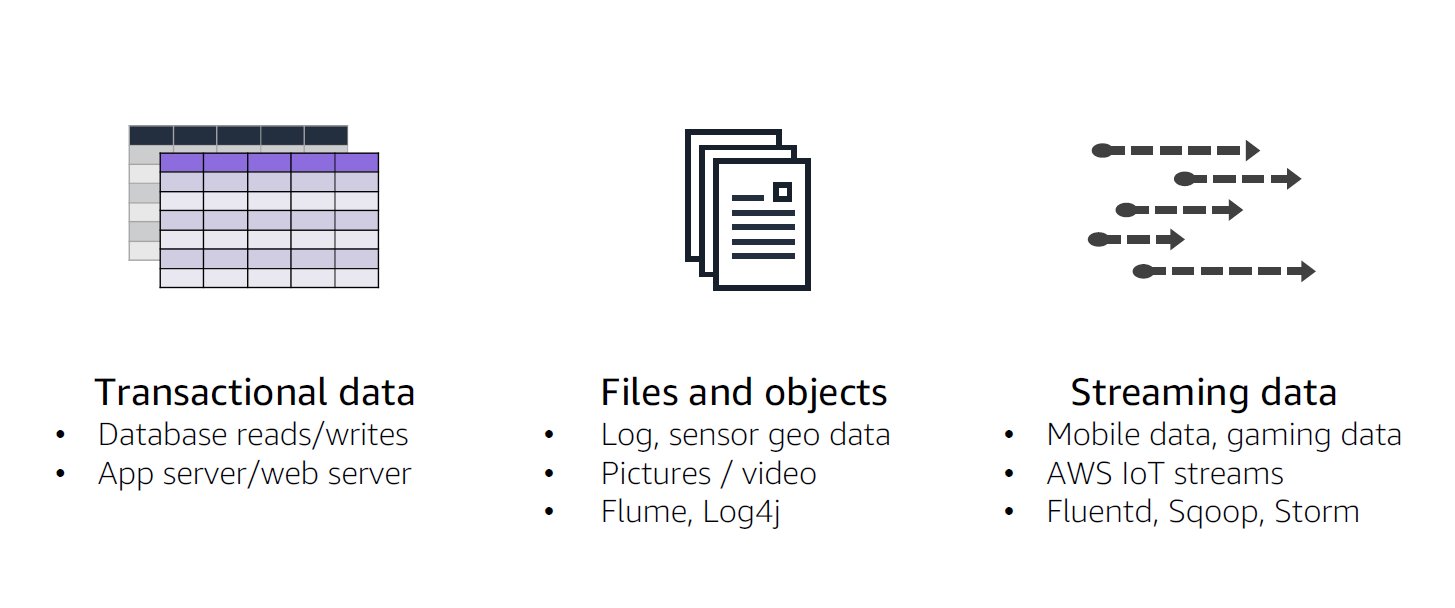 Transactional data
• Database reads/writes
• App server/web server
Files and objects
• Log, sensor geo data
• Pictures / video
• Flume, Log4j
Streaming data
• Mobile data, gaming data
• AWS IoT streams
• Fluentd, Sqoop, Storm